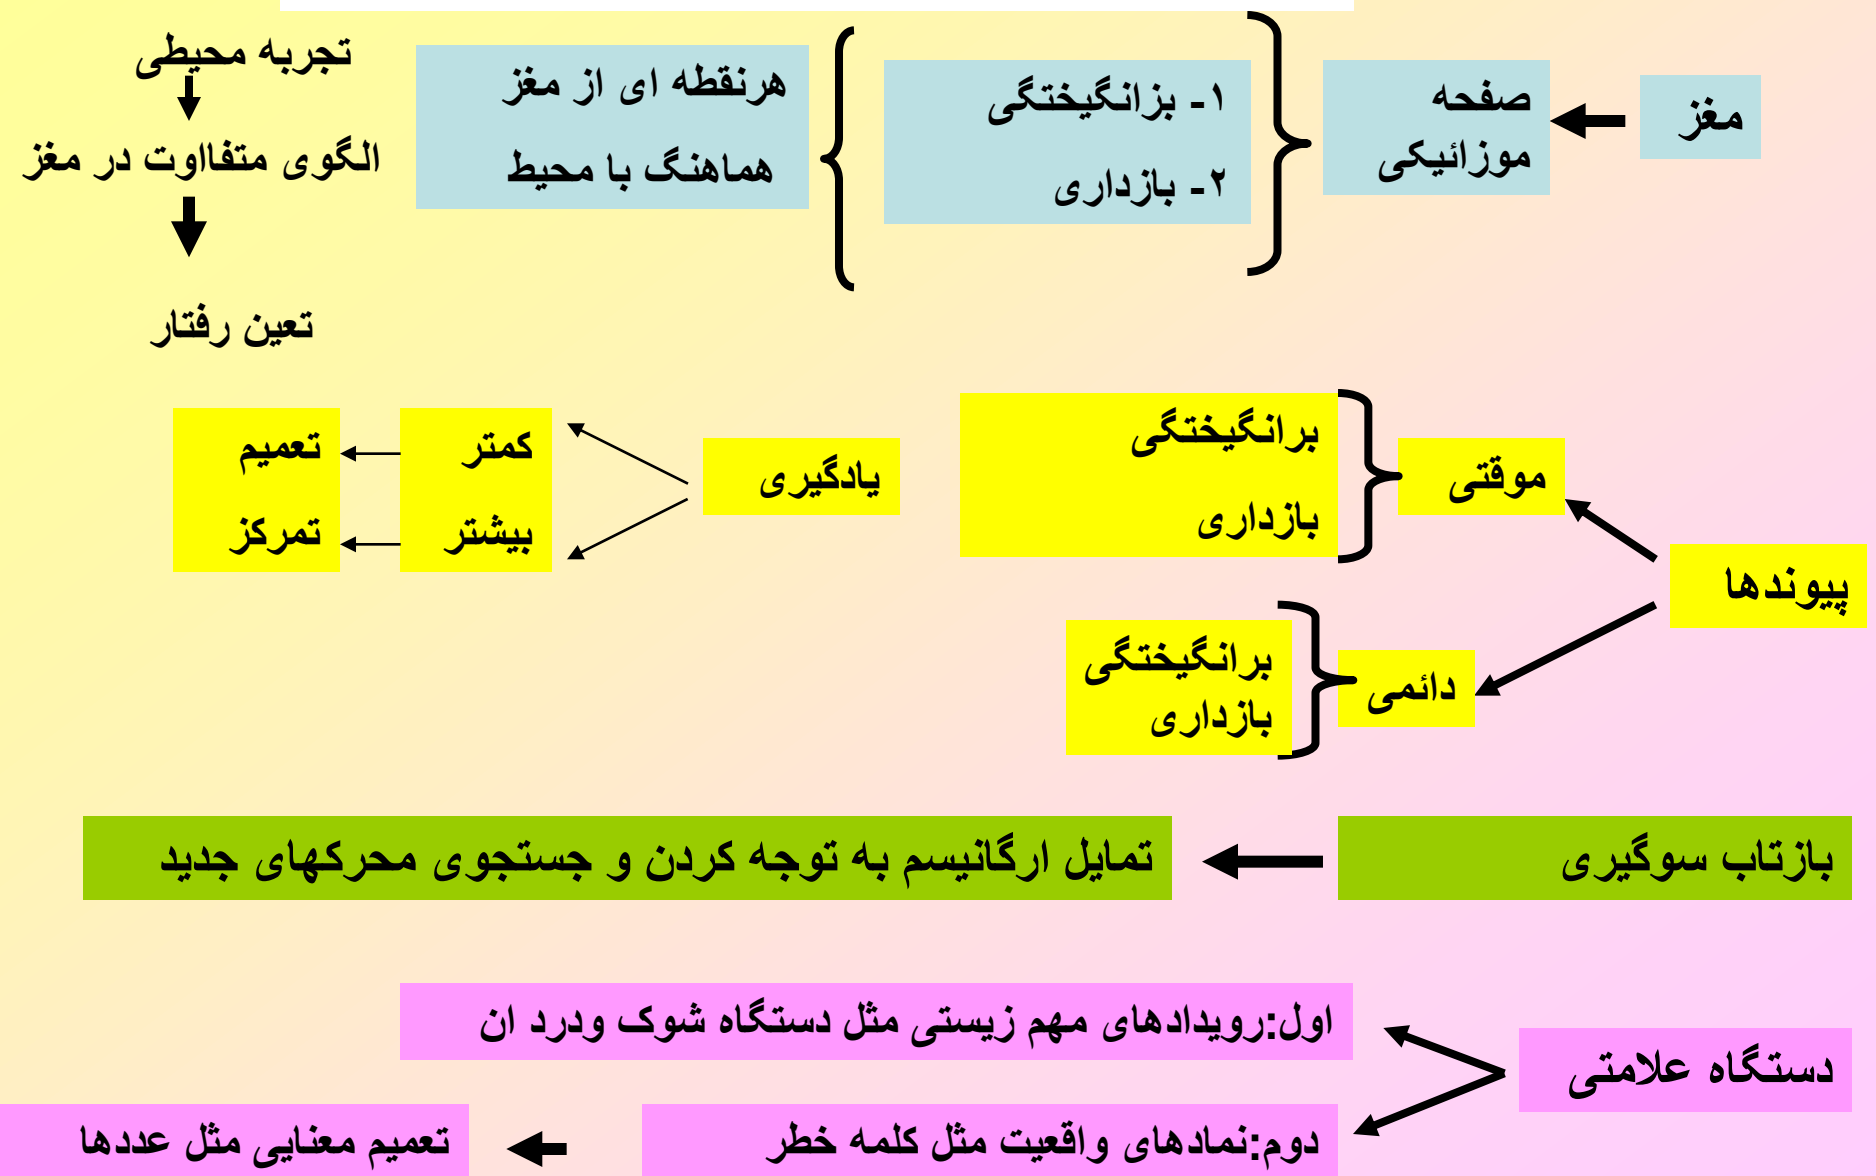 مغز
صفحه
موزائیکی
۱- بزانگیختگی
۲- بازداری
هرنقطه ای از مغز
هماهنگ با محیط
تجربه محیطی
الگوی متفااوت در مغز
تعین رفتار
پیوندها
موقتی
برانگیختگی
بازداری
دائمی
برانگیختگی
بازداری
یادگیری
کمتر
بیشتر
تعمیم
تمرکز
بازتاب سوگیری
تمایل ارگانیسم به توجه کردن و جستجوی محرکهای جدید
دستگاه علامتی
اول:رویدادهای مهم زیستی مثل دستگاه شوک ودرد ان
دوم:نمادهای واقعیت مثل کلمه خطر
تعمیم معنایی مثل عددها